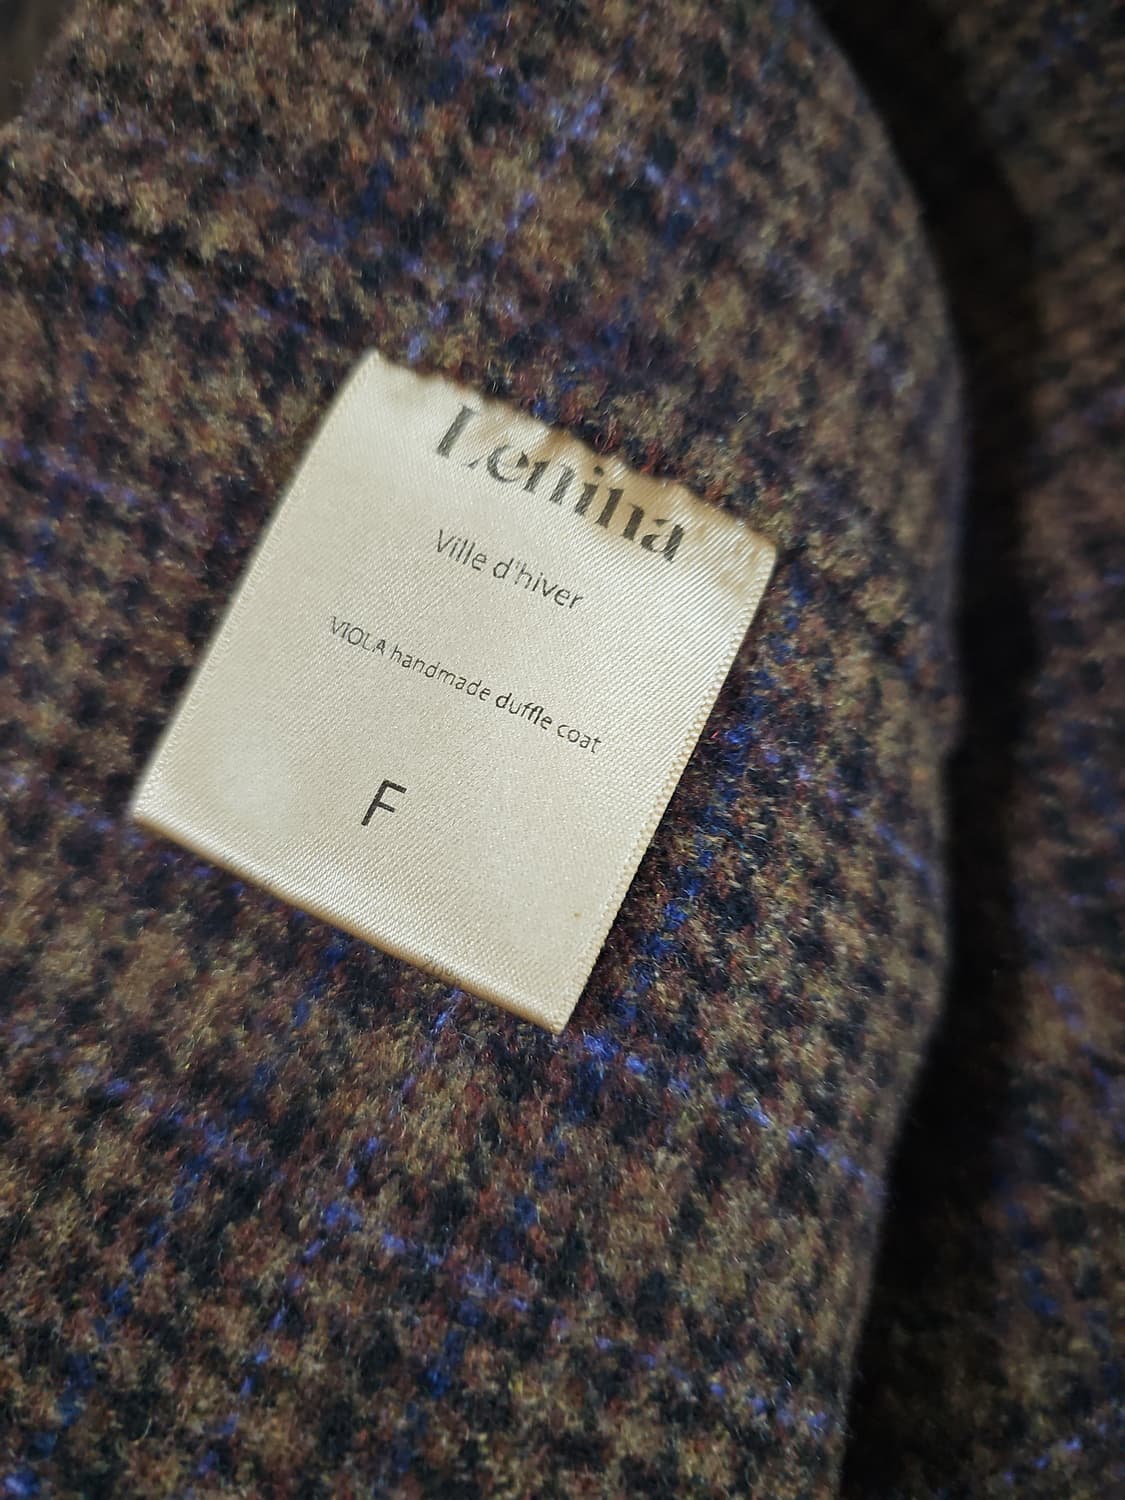 Lenina
Ville d'hiver
VIOLA handmade duffle coat
F